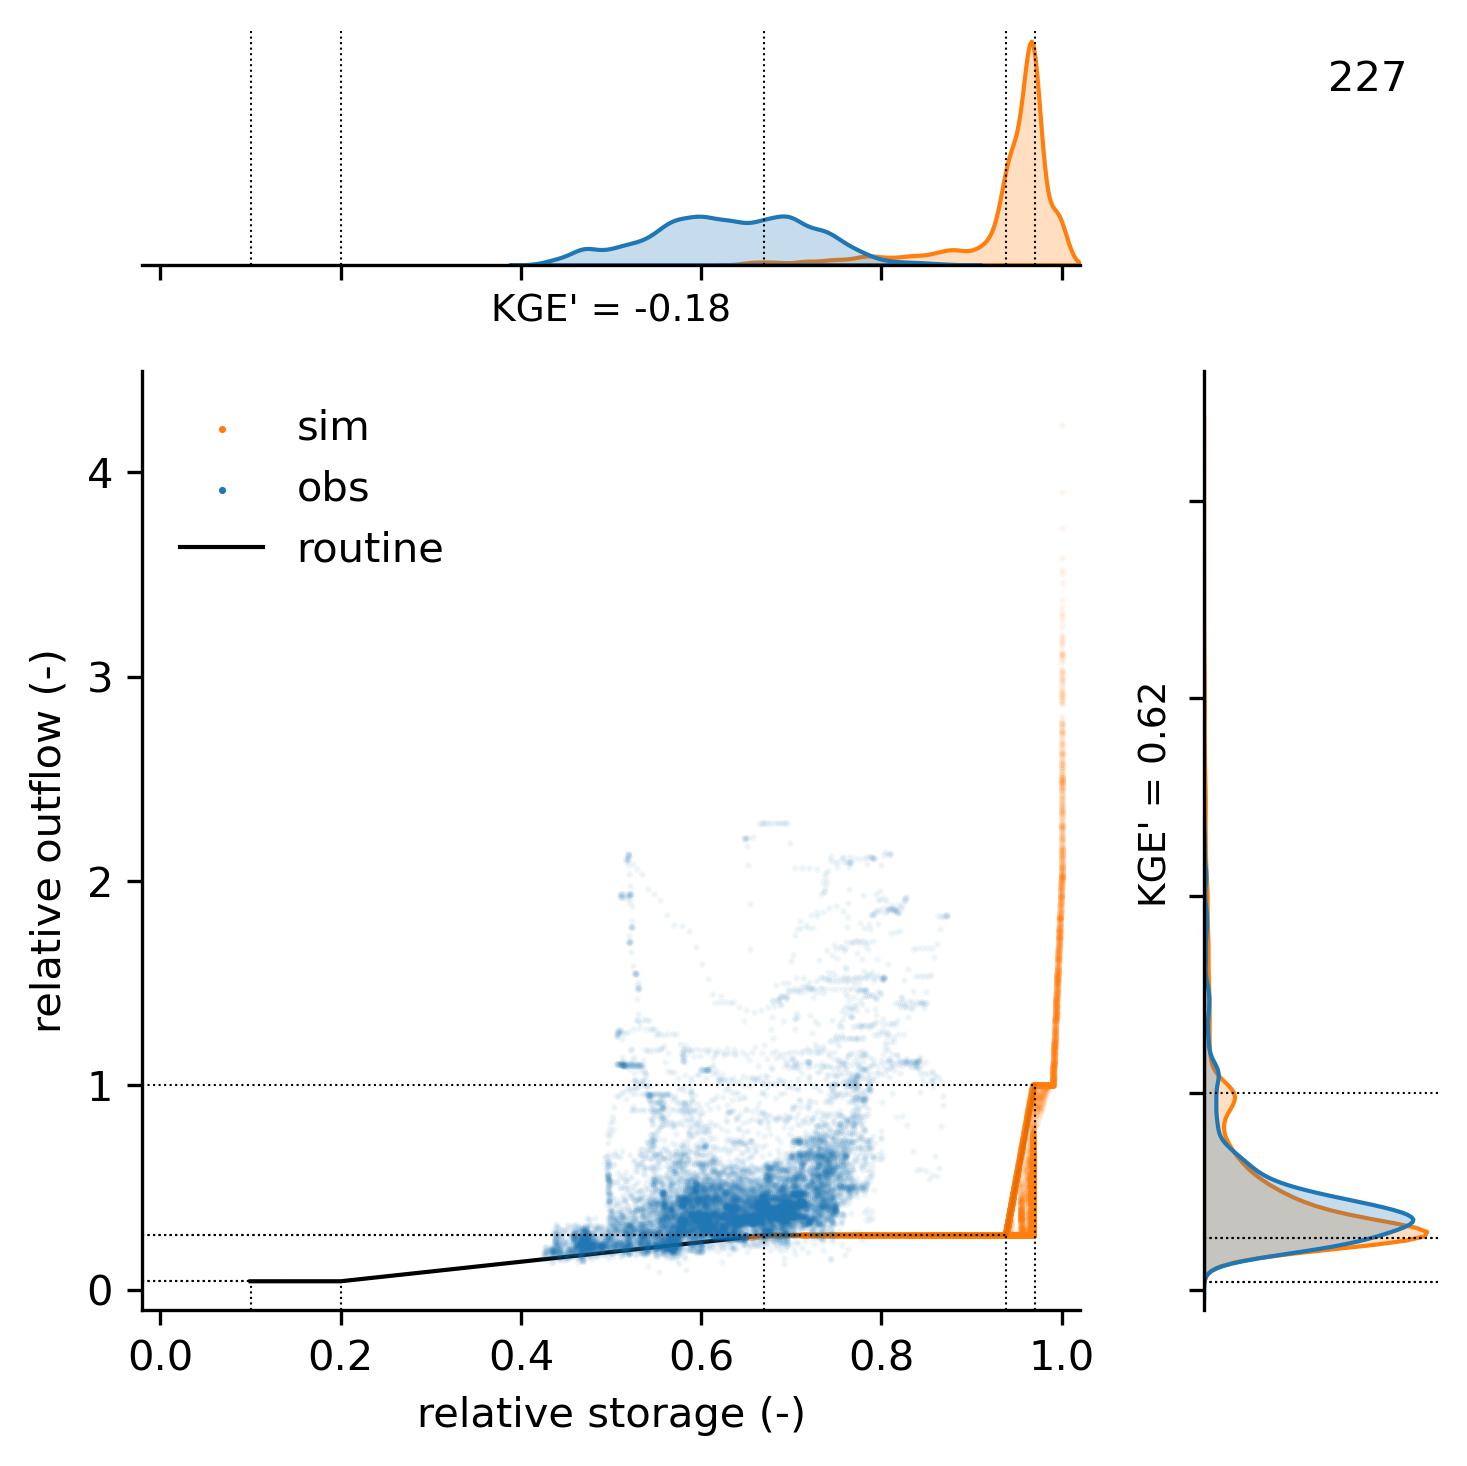 227
KGE' = -0.18
sim
obs
routine
4
3
2
1
0
relative outflow (-)
KGE' = 0.62
0.0 0.2 0.4 0.6 0.8 1.0
relative storage (-)